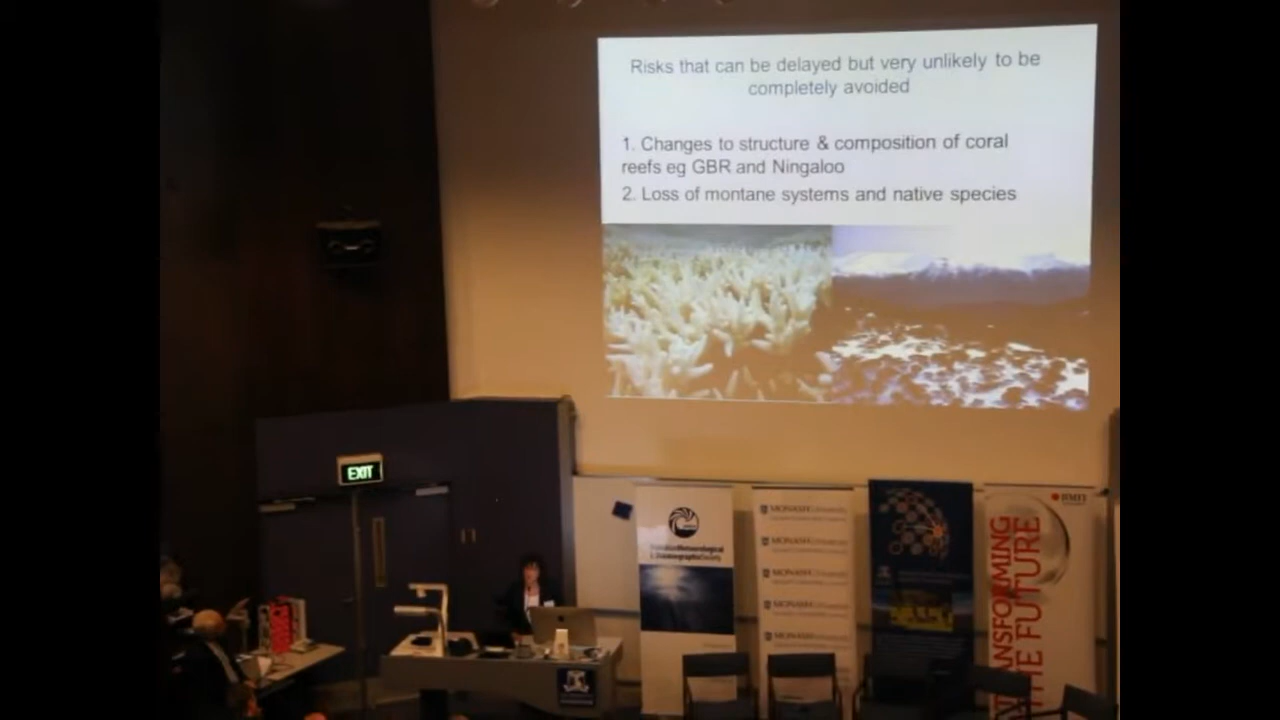 Risks that can be delayed but very unlikely to be
completely avoided
1. Changes to structure & composition of coral
reefs eg GBR and Ningaloo
2. Loss of montane systems and native species
EXIT
MONASH University
MONASH University
MONASH University
MONASH University
MONASH University
RMIT
TRANSFORMING
THE FUTURE